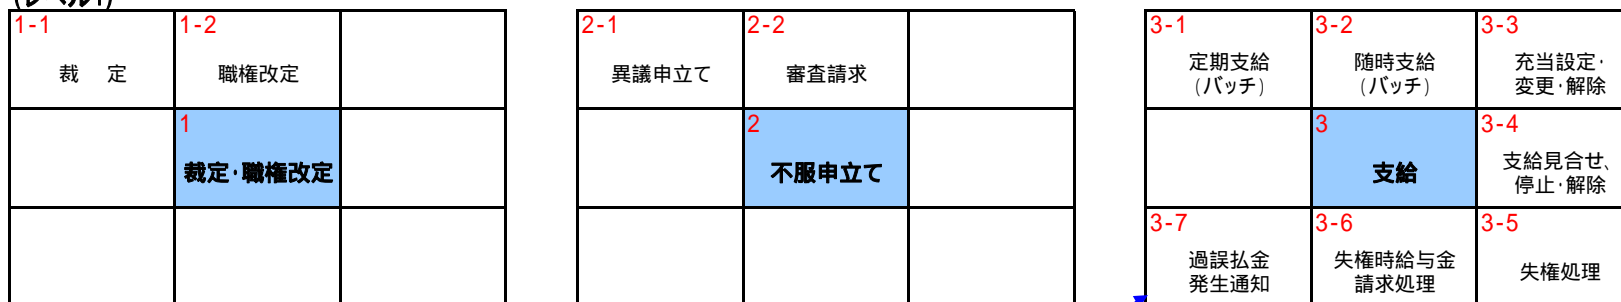 (レベル1)
1-1
裁　定
1-2
職権改定
1
裁定・職権改定
2-1
異議申立て
2-2
審査請求
2
不服申立て
3-1
定期支給
(バッチ)
3-2
随時支給
(バッチ)
3-3
充当設定・
変更・解除
3
支給
3-4
支給見合せ、
停止・解除
3-7
過誤払金
発生通知
3-6
失権時給与金
請求処理
3-5
失権処理